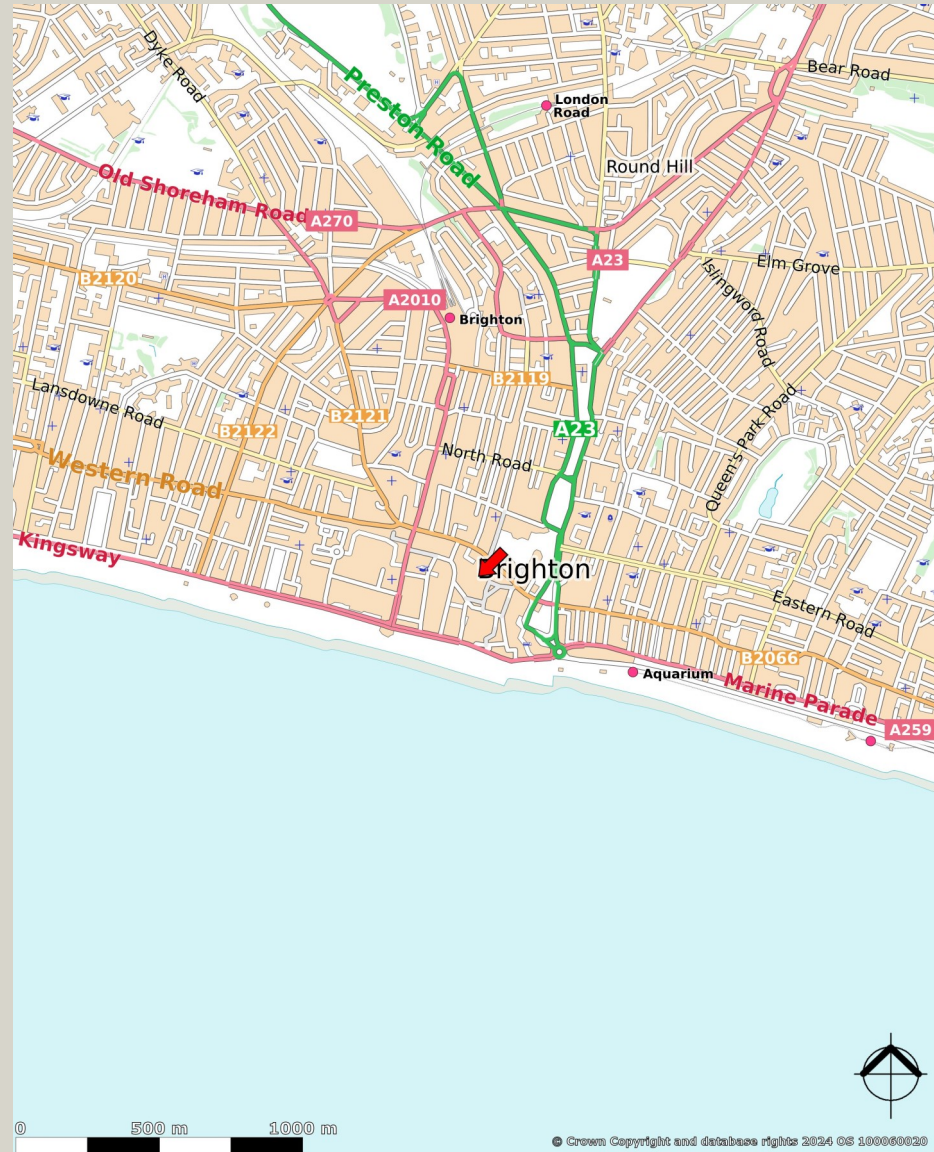 Dyke Road
Bear Road
Preston Road
London
Road
Round Hill
Old Shoreham Road
A270
A23
Elm Grove
B2120
Islingword Road
A2010
Brighton
B2119
Lansdowne Road
B2121
Queen's Park Road
B2122
A23
North Road
Western Road
Kingsway
Brighton
Eastern Road
B2066
Aquarium
Marine Parade
A259
0 500 m 1000 m
© Crown Copyright and database rights 2024 OS 100060020